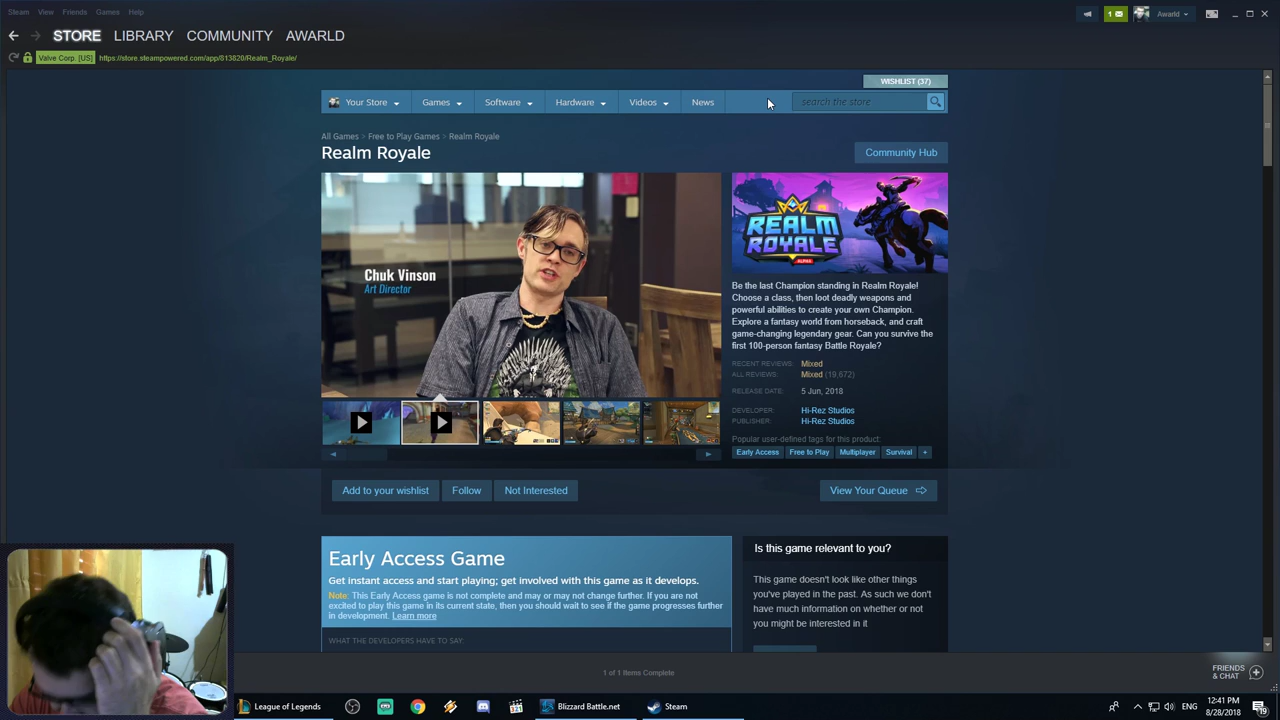 Steam View Friends Games Help
1
Awarld
STORE LIBRARY COMMUNITY AWARLD
Valve Corp. [US] https://store.steampowered.com/app/813820/Realm_Royale/
WISHLIST (37)
Your Store Games Software Hardware Videos News search the store
All Games > Free to Play Games > Realm Royale
Realm Royale
Community Hub
Chuk Vinson
Art Director
REALM
ROYALE
ALPHA
Be the last Champion standing in Realm Royale!
Choose a class, then loot deadly weapons and
powerful abilities to create your own Champion.
Explore a fantasy world from horseback, and craft
game-changing legendary gear. Can you survive the
first 100-person fantasy Battle Royale?
RECENT REVIEWS: Mixed
ALL REVIEWS: Mixed (19,672)
RELEASE DATE: 5 Jun, 2018
DEVELOPER: Hi-Rez Studios
PUBLISHER: Hi-Rez Studios
Popular user-defined tags for this product:
Early Access Free to Play Multiplayer Survival +
Add to your wishlist Follow Not Interested View Your Queue
Early Access Game
Get instant access and start playing; get involved with this game as it develops.
Note: This Early Access game is not complete and may or may not change further. If you are not
excited to play this game in its current state, then you should wait to see if the game progresses further
in development. Learn more
WHAT THE DEVELOPERS HAVE TO SAY:
Is this game relevant to you?
This game doesn't look like other things
you've played in the past. As such we don't
have much information on whether or not
you might be interested in it
1 of 1 Items Complete
FRIENDS
& CHAT
League of Legends Blizzard Battle.net Steam
ENG
12:41 PM
8/28/2018